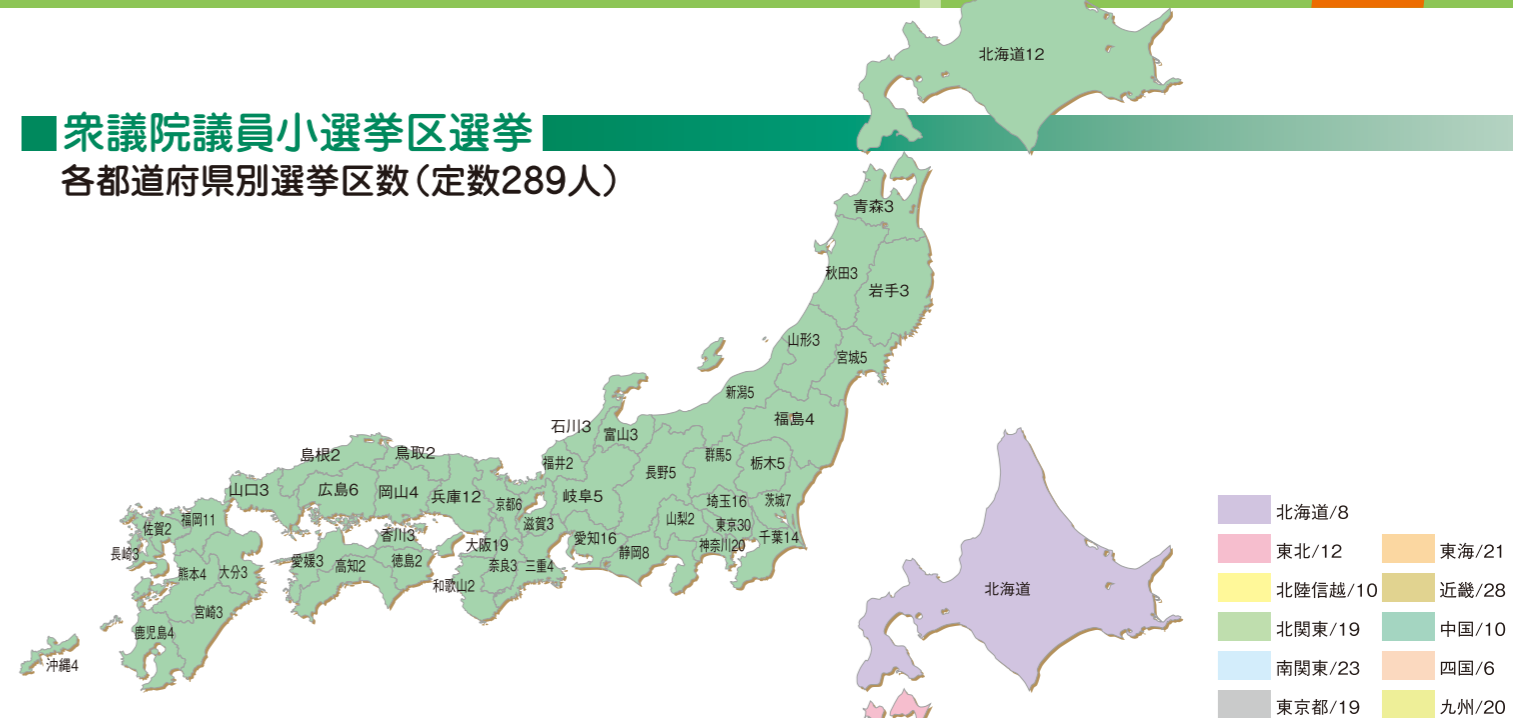 北海道12
■衆議院議員小選挙区選挙
各都道府県別選挙区数（定数289人）
青森3
秋田3
岩手3
山形3
宮城5
新潟5
福島4
石川3
富山3
福井2
長野5
群馬5
栃木5
島根2
鳥取2
山口3
広島6
岡山4
兵庫12
京都6
岐阜5
滋賀3
埼玉16
茨城7
山梨2
東京30
千葉14
神奈川20
愛知16
静岡8
佐賀2
福岡11
長崎3
熊本4
大分3
宮崎3
鹿児島4
沖縄4
香川3
愛媛3
高知2
徳島2
大阪19
奈良3
三重4
和歌山2
北海道
北海道/8
東北/12
北陸信越/10
北関東/19
南関東/23
東京都/19
東海/21
近畿/28
中国/10
四国/6
九州/20